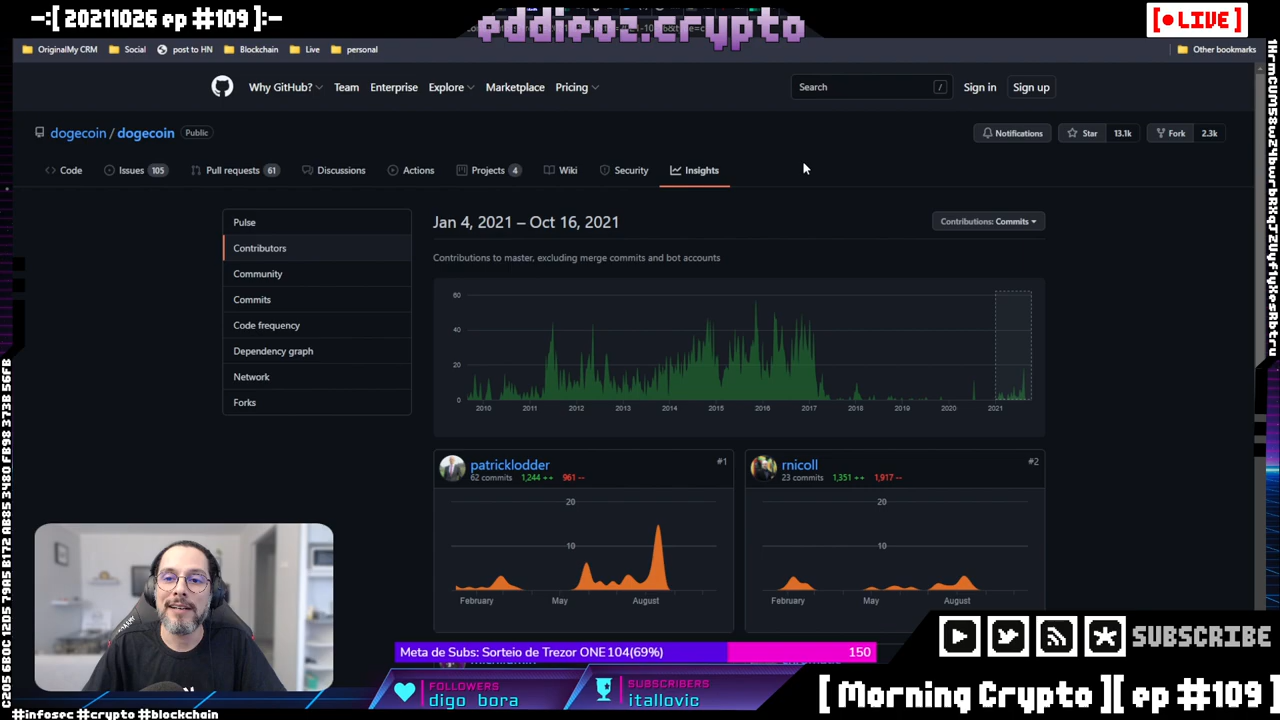 -:[ 20211026 ep #109 ]:-
eddieoz.crypto
[● LIVE]
OriginalMy CRM
Social
post to HN
Blockchain
Live
personal
Other bookmarks
Why GitHub?
Team
Enterprise
Explore
Marketplace
Pricing
Search
/
Sign in
Sign up
dogecoin / dogecoin
Public
Notifications
Star
13.1k
Fork
2.3k
Code
Issues 105
Pull requests 61
Discussions
Actions
Projects 4
Wiki
Security
Insights
Pulse
Contributors
Community
Commits
Code frequency
Dependency graph
Network
Forks
Jan 4, 2021 – Oct 16, 2021
Contributions: Commits
Contributions to master, excluding merge commits and bot accounts
60
40
20
0
2010 2011 2012 2013 2014 2015 2016 2017 2018 2019 2020 2021
patricklodder
#1
62 commits 1,244 ++ 961 --
20
10
February May August
rnicoll
#2
23 commits 1,351 ++ 1,917 --
20
10
February May August
Meta de Subs: Sorteio de Trezor ONE 104(69%)
150
FOLLOWERS
digo bora
SUBSCRIBERS
itallovic
SUBSCRIBE
[ Morning Crypto ][ ep #109 ]
#infosec #crypto #blockchain